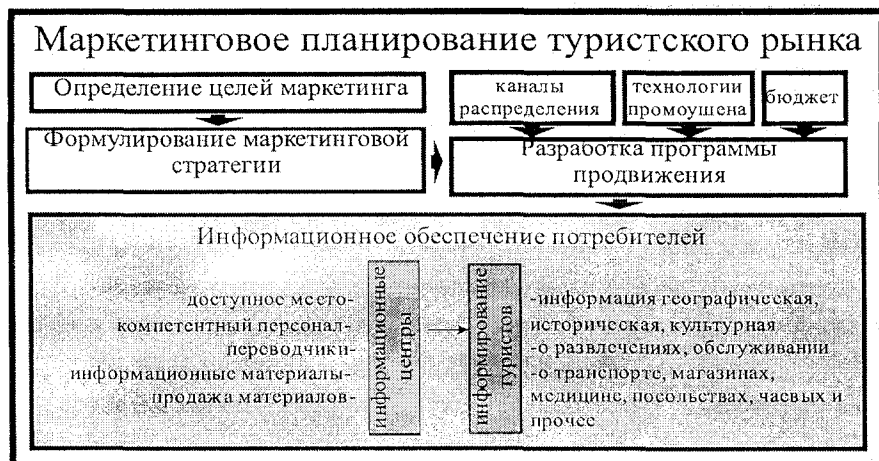 Маркетинговое планирование туристского рынка
Определение целей маркетинга
каналы
распределения
технологии
промоушена
бюджет
Формулирование маркетинговой
стратегии
Разработка программы
продвижения
Информационное обеспечение потребителей
доступное место-
компетентный персонал-
переводчики-
информационные материалы-
продажа материалов-
информационные
центры
информирование
туристов
-информация географическая,
историческая, культурная
-о развлечениях, обслуживании
-о транспорте, магазинах,
медицине, посольствах, чаевых и
прочее